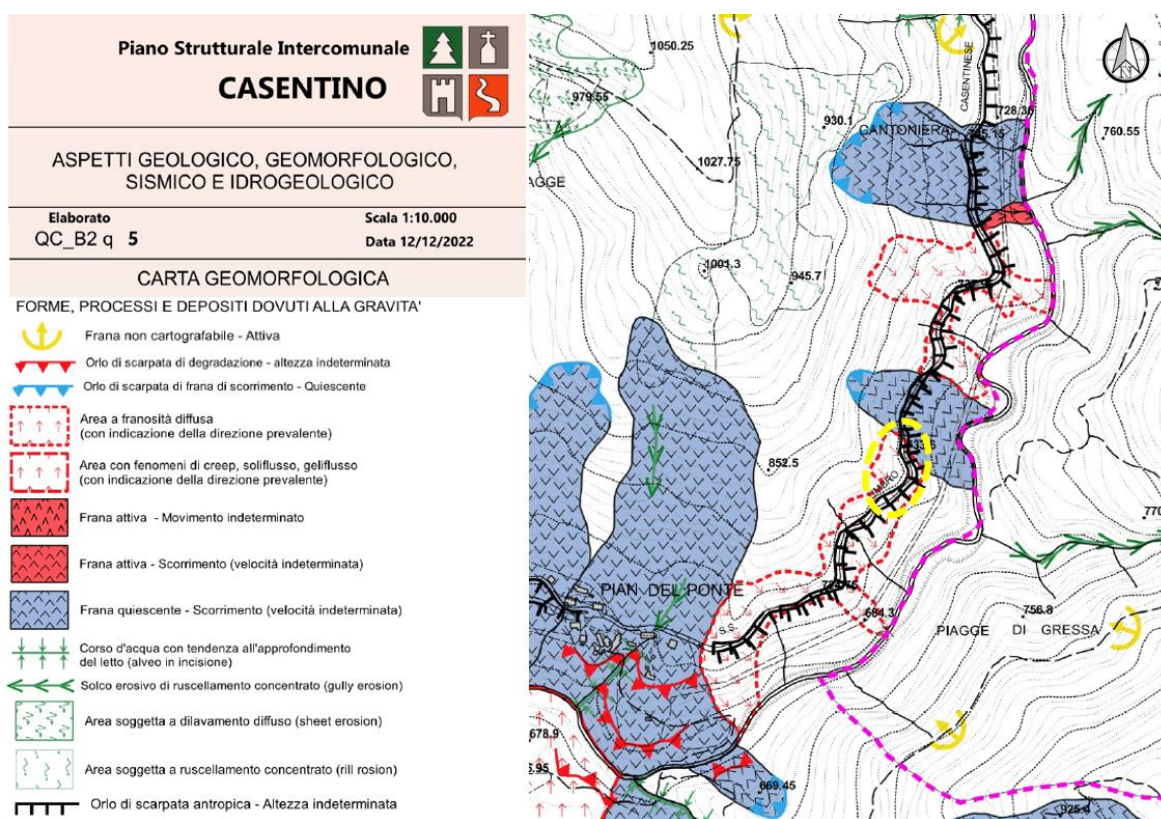 Piano Strutturale Intercomunale
CASENTINO
ASPETTI GEOLOGICO, GEOMORFOLOGICO,
SISMICO E IDROGEOLOGICO
Elaborato
QC_B2 q 5
Scala 1:10.000
Data 12/12/2022
CARTA GEOMORFOLOGICA
FORME, PROCESSI E DEPOSITI DOVUTI ALLA GRAVITA'
Frana non cartografabile - Attiva
Orlo di scarpata di degradazione - altezza indeterminata
Orlo di scarpata di frana di scorrimento - Quiescente
Area a franosità diffusa
(con indicazione della direzione prevalente)
Area con fenomeni di creep, soliflusso, geliflusso
(con indicazione della direzione prevalente)
Frana attiva - Movimento indeterminato
Frana attiva - Scorrimento (velocità indeterminata)
Frana quiescente - Scorrimento (velocità indeterminata)
Corso d'acqua con tendenza all'approfondimento
del letto (alveo in incisione)
Solco erosivo di ruscellamento concentrato (gully erosion)
Area soggetta a dilavamento diffuso (sheet erosion)
Area soggetta a ruscellamento concentrato (rill rosion)
Orlo di scarpata antropica - Altezza indeterminata
1050.25
CASENTINESE
N
979.55
930.1
728.35
CANTONIERA
760.55
1027.75
AGGE
1001.3
945.7
852.5
770
PIAN DEL PONTE
S.S.
684.3
756.8
PIAGGE DI GRESSA
678.9
669.45
925.4